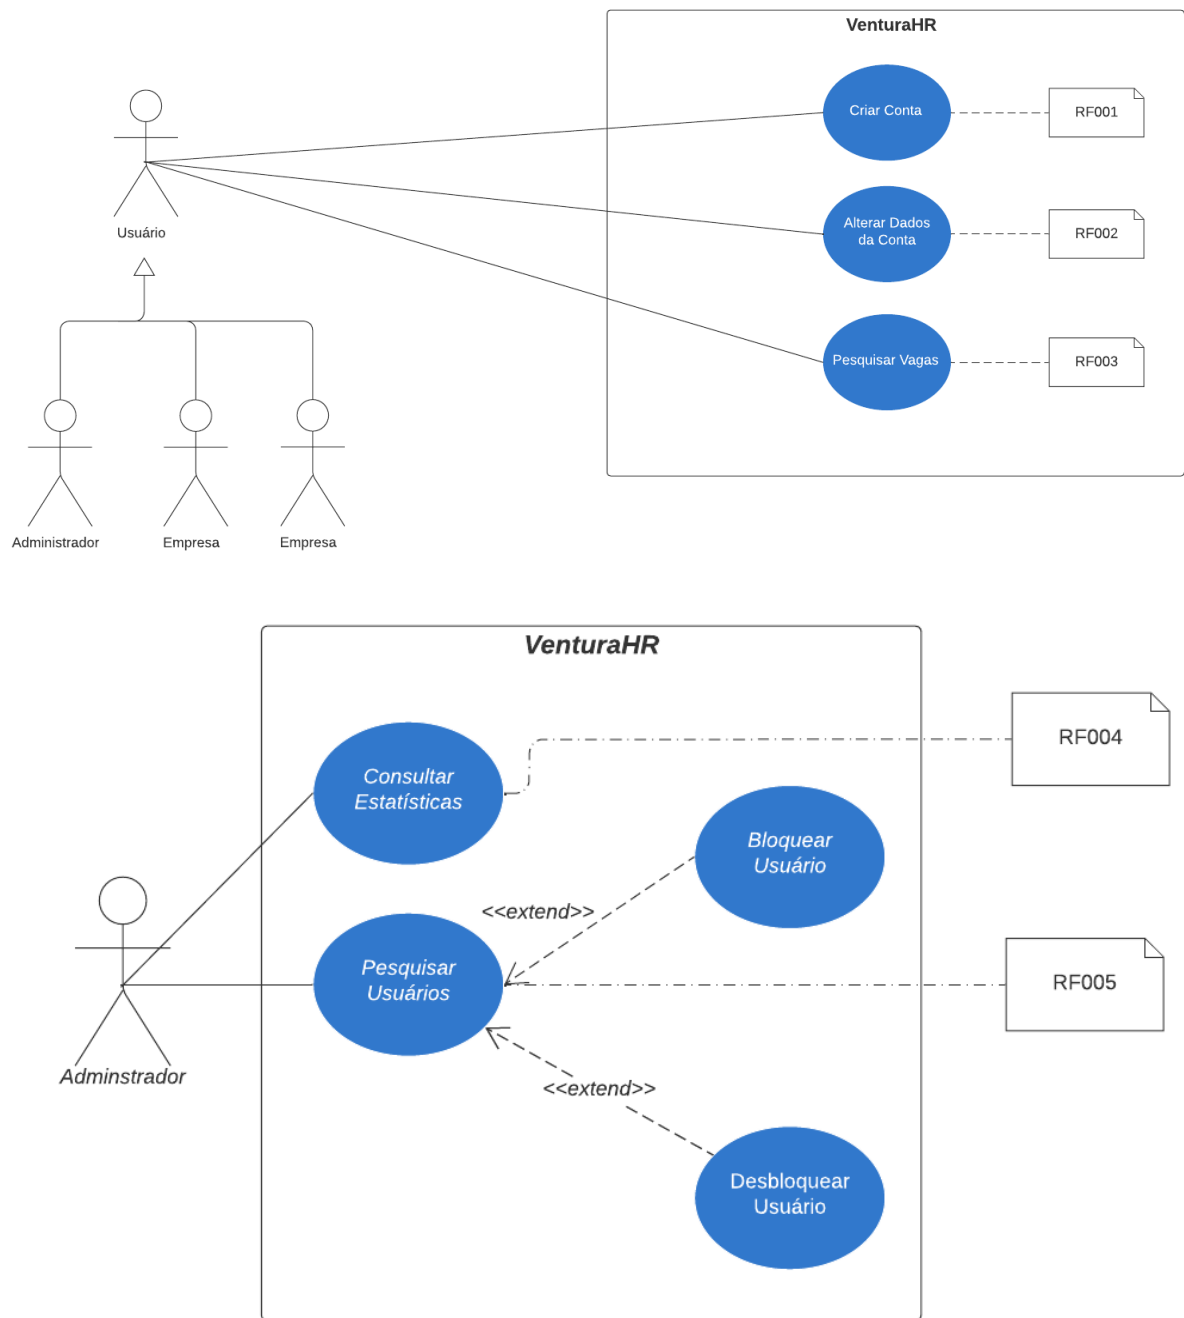 VenturaHR
Criar Conta
RF001
Usuário
Alterar Dados
da Conta
RF002
Pesquisar Vagas
RF003
Administrador
Empresa
Empresa
VenturaHR
Consultar
Estatísticas
RF004
Bloquear
Usuário
<<extend>>
Pesquisar
Usuários
RF005
Adminstrador
<<extend>>
Desbloquear
Usuário